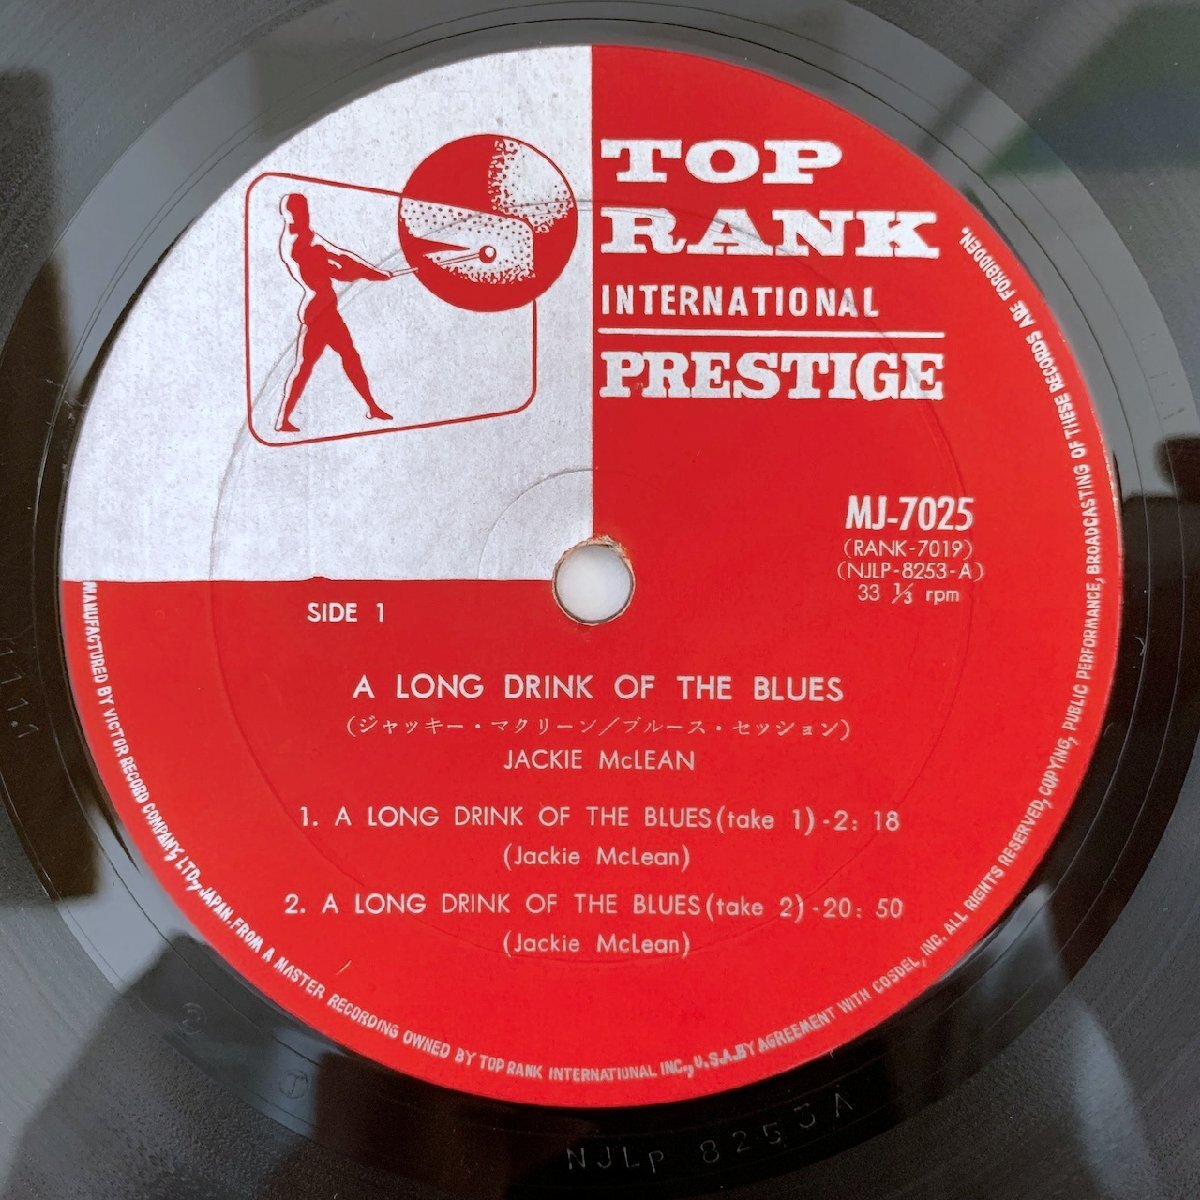 TOP
RANK
INTERNATIONAL
PRESTIGE
MJ-7025
(RANK-7019)
(NJLP-8253-A)
33 ⅓ rpm
SIDE 1
A LONG DRINK OF THE BLUES
(ジャッキー・マクリーン/ブルース・セッション)
JACKIE McLEAN
1. A LONG DRINK OF THE BLUES(take 1)-2: 18
(Jackie McLean)
2. A LONG DRINK OF THE BLUES(take 2)-20: 50
(Jackie McLean)
MANUFACTURED BY VICTOR RECORD COMPANY, LTD., JAPAN. FROM A MASTER RECORDING OWNED BY TOP RANK INTERNATIONAL INC., U.S.A. BY AGREEMENT WITH COSDEL, INC. ALL RIGHTS RESERVED, COPYING, PUBLIC PERFORMANCE, BROADCASTING OF THESE RECORDS ARE FORBIDDEN.
NJLP 8253 A